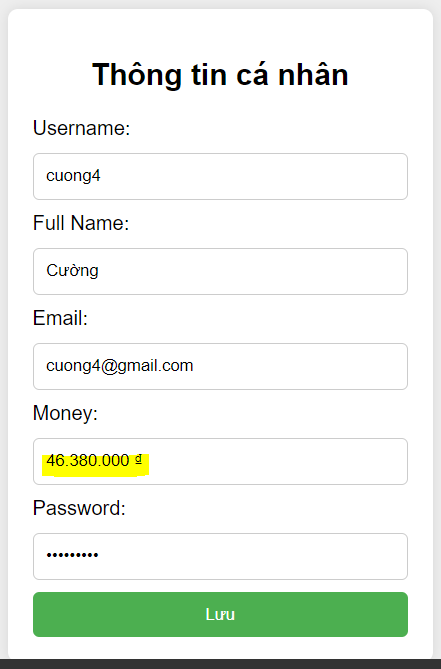 Thông tin cá nhân
Username:
cuong4
Full Name:
Cường
Email:
cuong4@gmail.com
Money:
46.380.000 ₫
Password:
•••••••••
Lưu